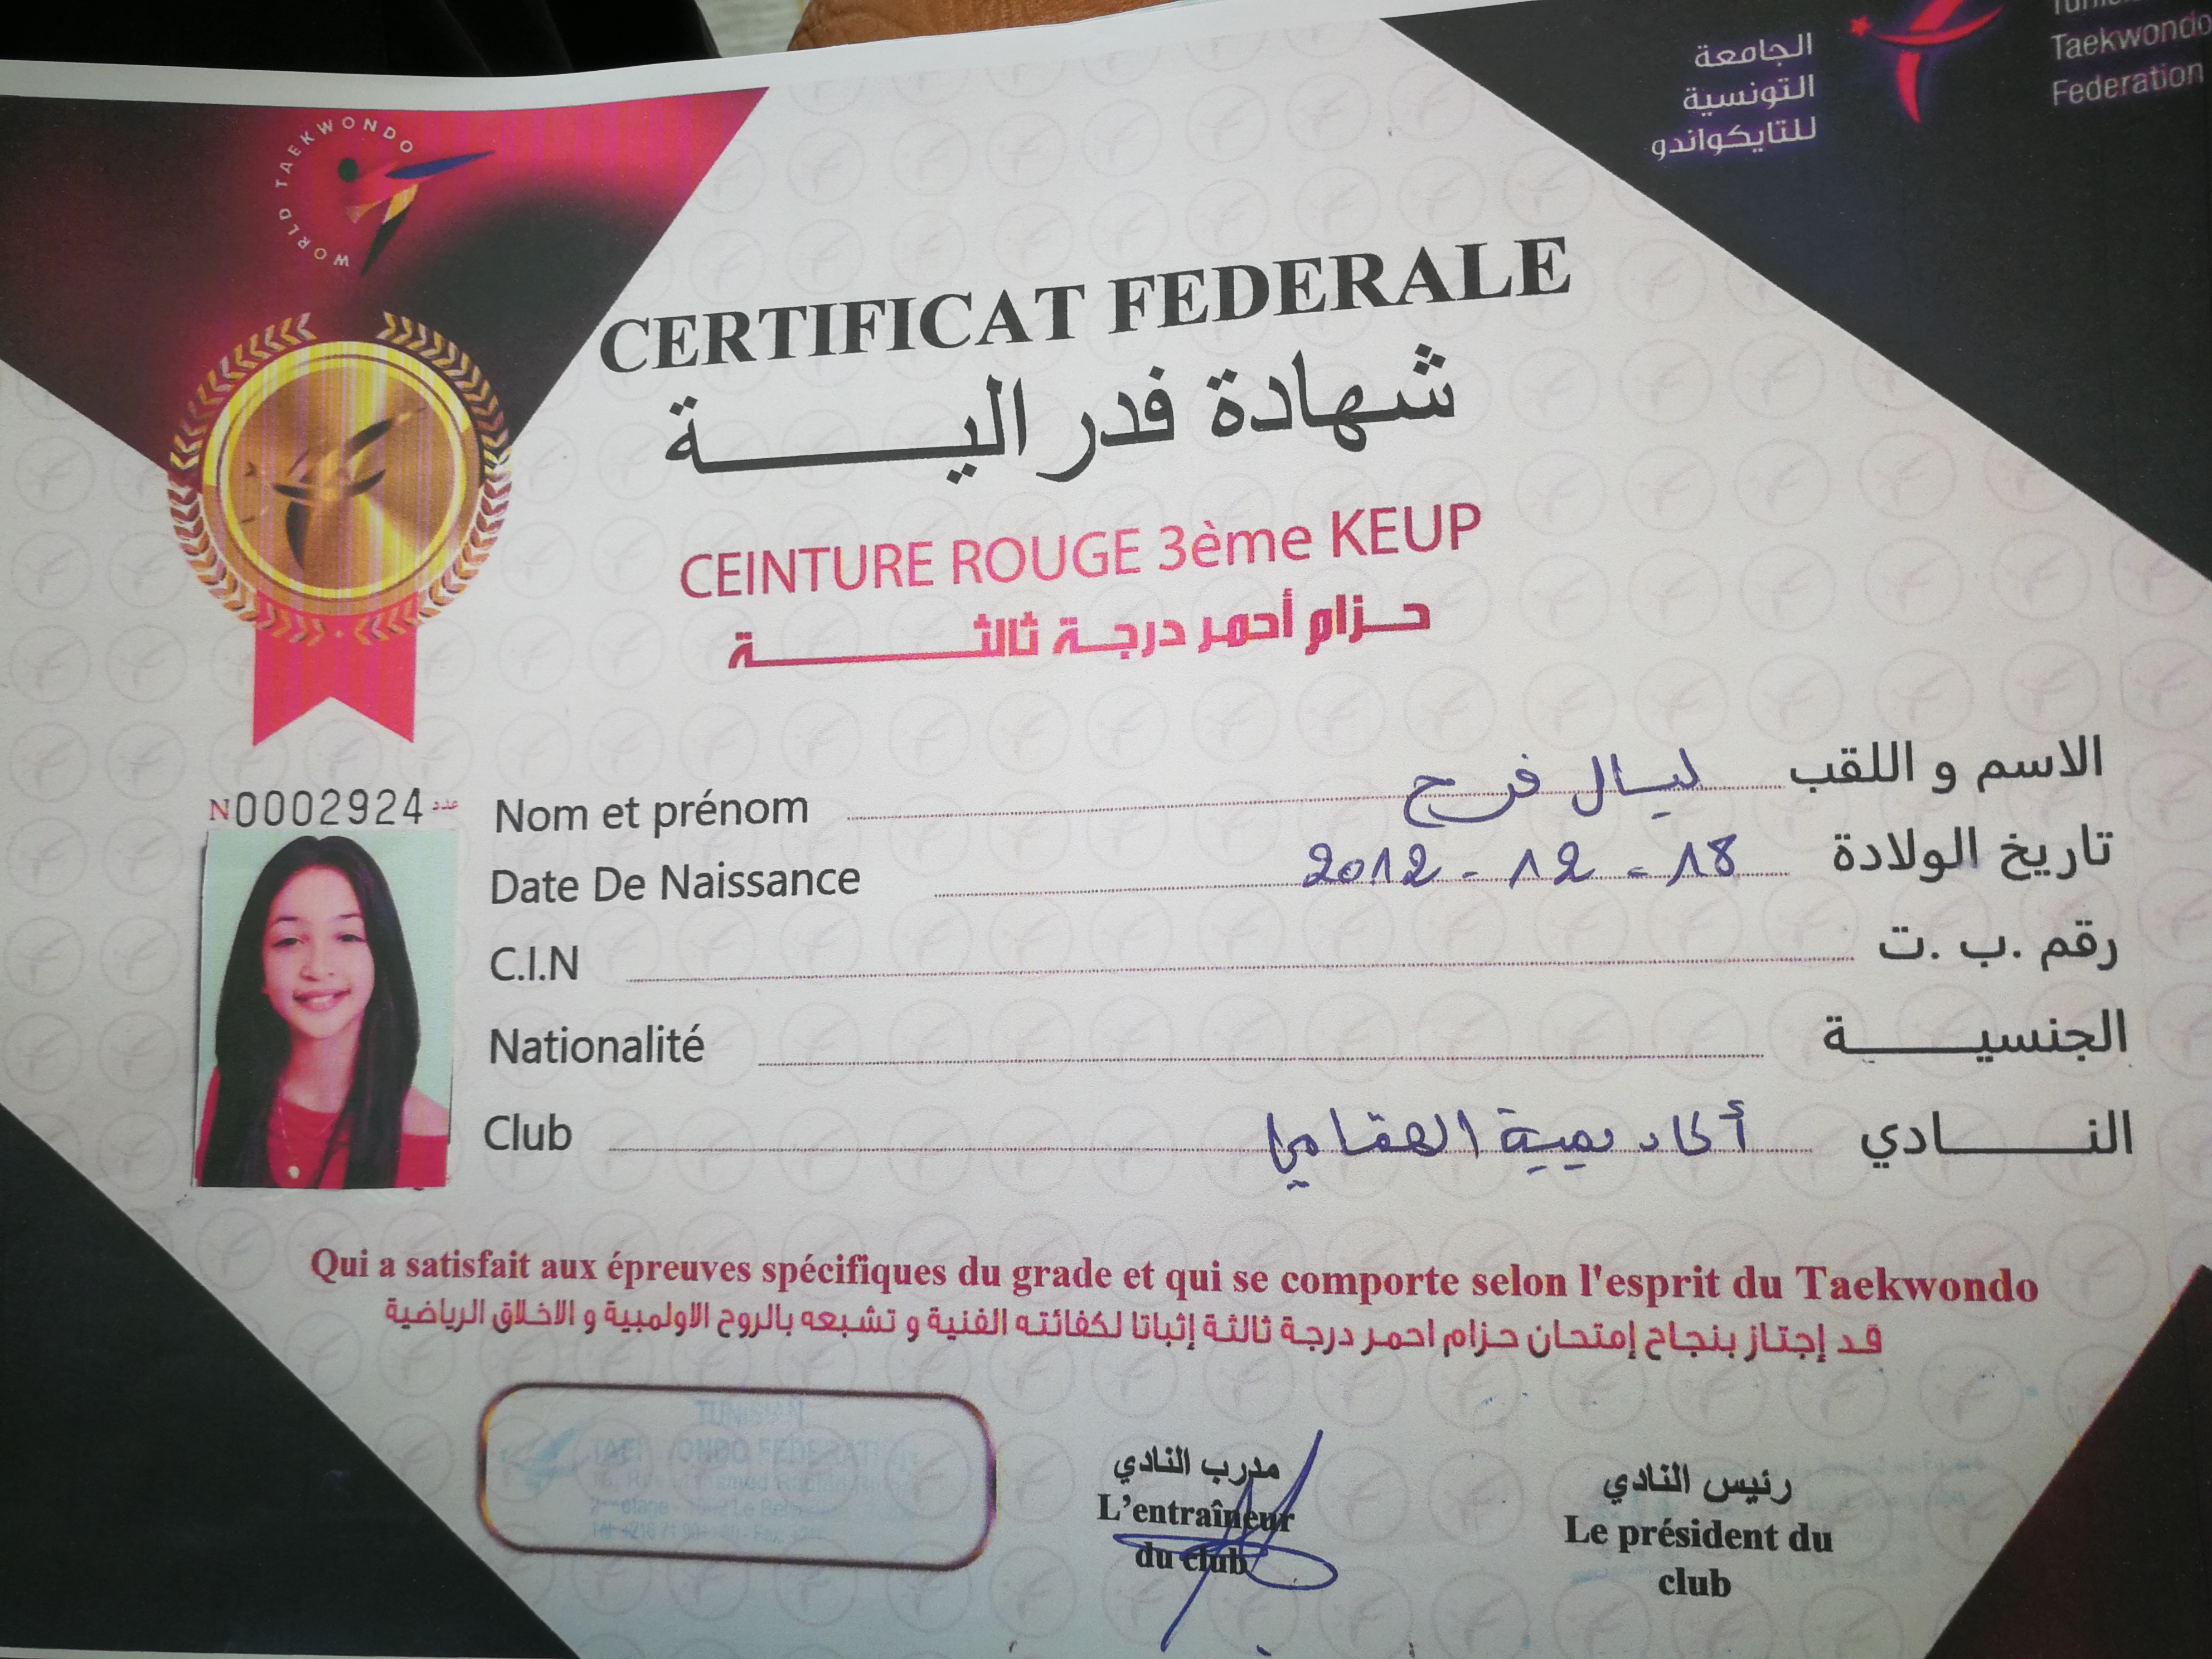 WORLD TAEKWONDO
الجامعة
التونسية
للتايكواندو
Taekwondo
Federation
CERTIFICAT FEDERALE
شهادة فدرالية
CEINTURE ROUGE 3ème KEUP
حزام أحمر درجة ثالثة
N0002924 عدد
Nom et prénom ليال فرح الاسم و اللقب
Date De Naissance 18 - 12 - 2012 تاريخ الولادة
C.I.N رقم .ب .ت
Nationalité الجنسية
Club أكاديمية الهقامي النادي
Qui a satisfait aux épreuves spécifiques du grade et qui se comporte selon l'esprit du Taekwondo
قد إجتاز بنجاح إمتحان حزام احمر درجة ثالثة إثباتا لكفائته الفنية و تشبعه بالروح الاولمبية و الاخلاق الرياضية
TUNISIAN
TAEKWONDO FEDERATION
مدرب النادي
L'entraîneur
du club
رئيس النادي
Le président du
club